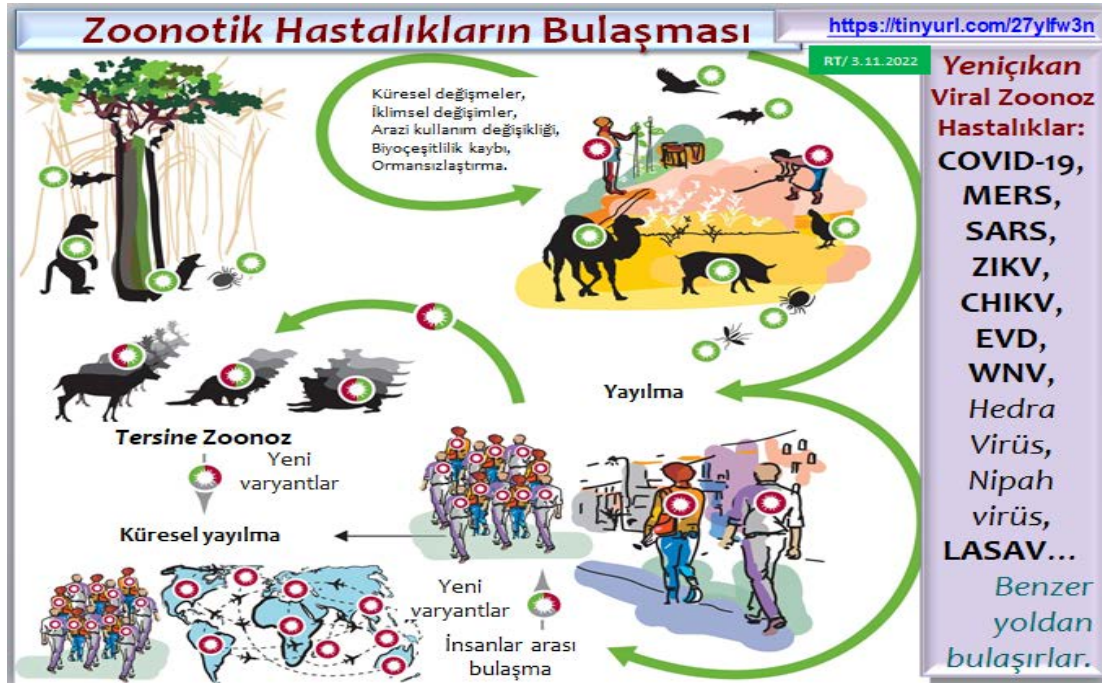 Zoonotik Hastalıkların Bulaşması
https://tinyurl.com/27ylfw3n
RT/ 3.11.2022
Küresel değişmeler,
İklimsel değişimler,
Arazi kullanım değişikliği,
Biyoçeşitlilik kaybı,
Ormansızlaştırma.
Yayılma
Tersine Zoonoz
Yeni
varyantlar
Küresel yayılma
Yeni
varyantlar
İnsanlar arası
bulaşma
Yeniçıkan
Viral Zoonoz
Hastalıklar:
COVID-19,
MERS,
SARS,
ZIKV,
CHIKV,
EVD,
WNV,
Hedra
Virüs,
Nipah
virüs,
LASAV...
Benzer
yoldan
bulaşırlar.